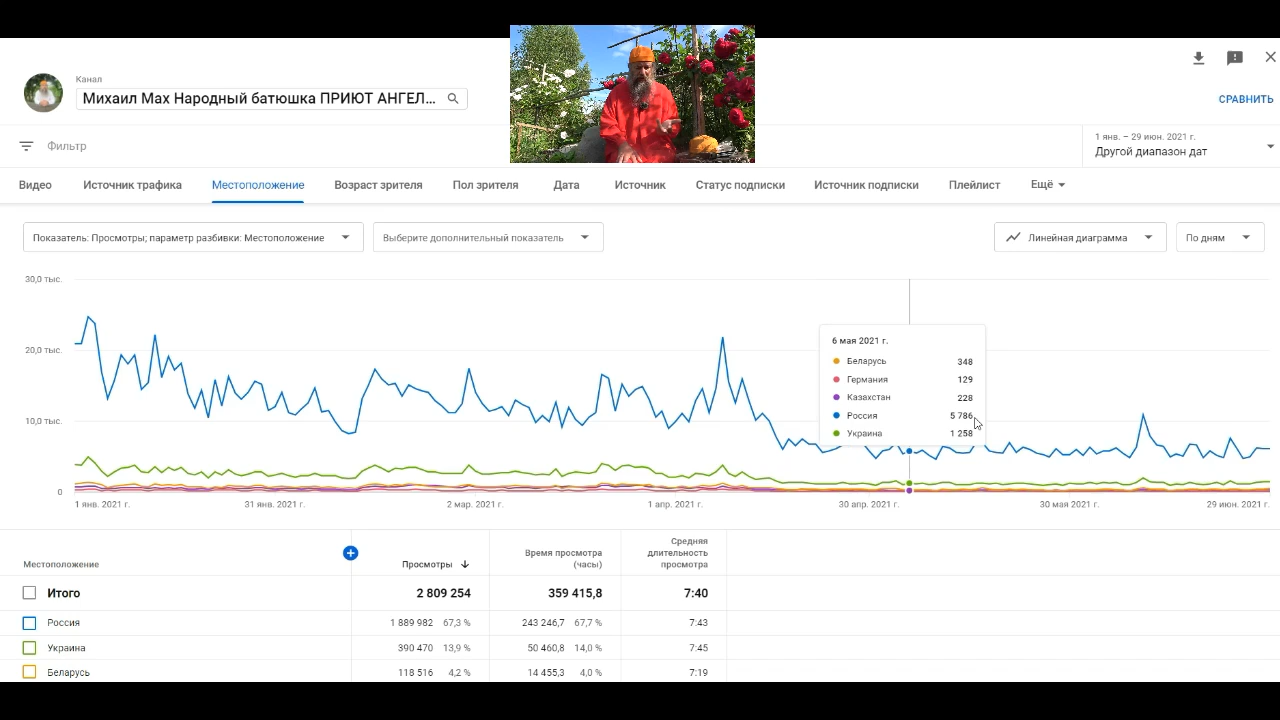 Канал
Михаил Мах Народный батюшка ПРИЮТ АНГЕЛ...
СРАВНИТЬ
Фильтр
1 янв. – 29 июн. 2021 г.
Другой диапазон дат
Видео Источник трафика Местоположение Возраст зрителя Пол зрителя Дата Источник Статус подписки Источник подписки Плейлист Ещё
Показатель: Просмотры; параметр разбивки: Местоположение Выберите дополнительный показатель Линейная диаграмма По дням
30,0 тыс.
20,0 тыс.
10,0 тыс.
0
6 мая 2021 г.
Беларусь 348
Германия 129
Казахстан 228
Россия 5 786
Украина 1 258
1 янв. 2021 г. 31 янв. 2021 г. 2 мар. 2021 г. 1 апр. 2021 г. 30 апр. 2021 г. 30 мая 2021 г. 29 июн. 2021 г.
Местоположение Просмотры Время просмотра (часы) Средняя длительность просмотра
Итого 2 809 254 359 415,8 7:40
Россия 1 889 982 67,3 % 243 246,7 67,7 % 7:43
Украина 390 470 13,9 % 50 460,8 14,0 % 7:45
Беларусь 118 516 4,2 % 14 455,3 4,0 % 7:19